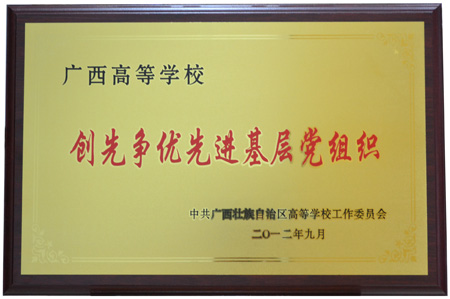 广西高等学校
创先争优先进基层党组织
中共广西壮族自治区高等学校工作委员会
二〇一二年九月